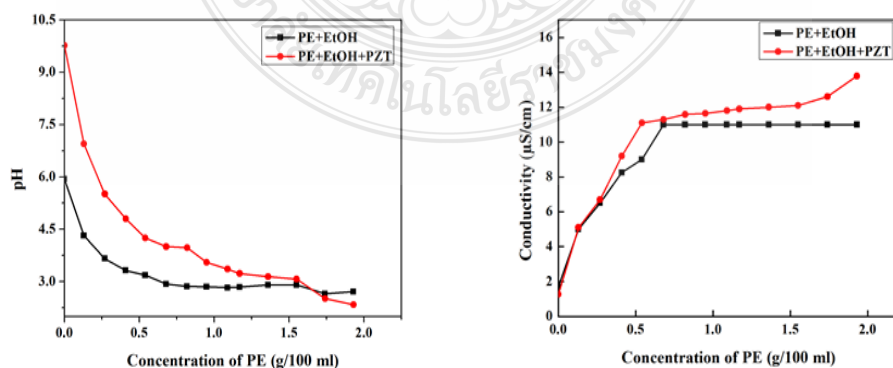 10.5
9.0
7.5
6.0
4.5
3.0
pH
0.0 0.5 1.0 1.5 2.0
Concentration of PE (g/100 ml)
PE+EtOH
PE+EtOH+PZT
16
14
12
10
8
6
4
2
0
Conductivity (µS/cm)
0.0 0.5 1.0 1.5 2.0
Concentration of PE (g/100 ml)
PE+EtOH
PE+EtOH+PZT